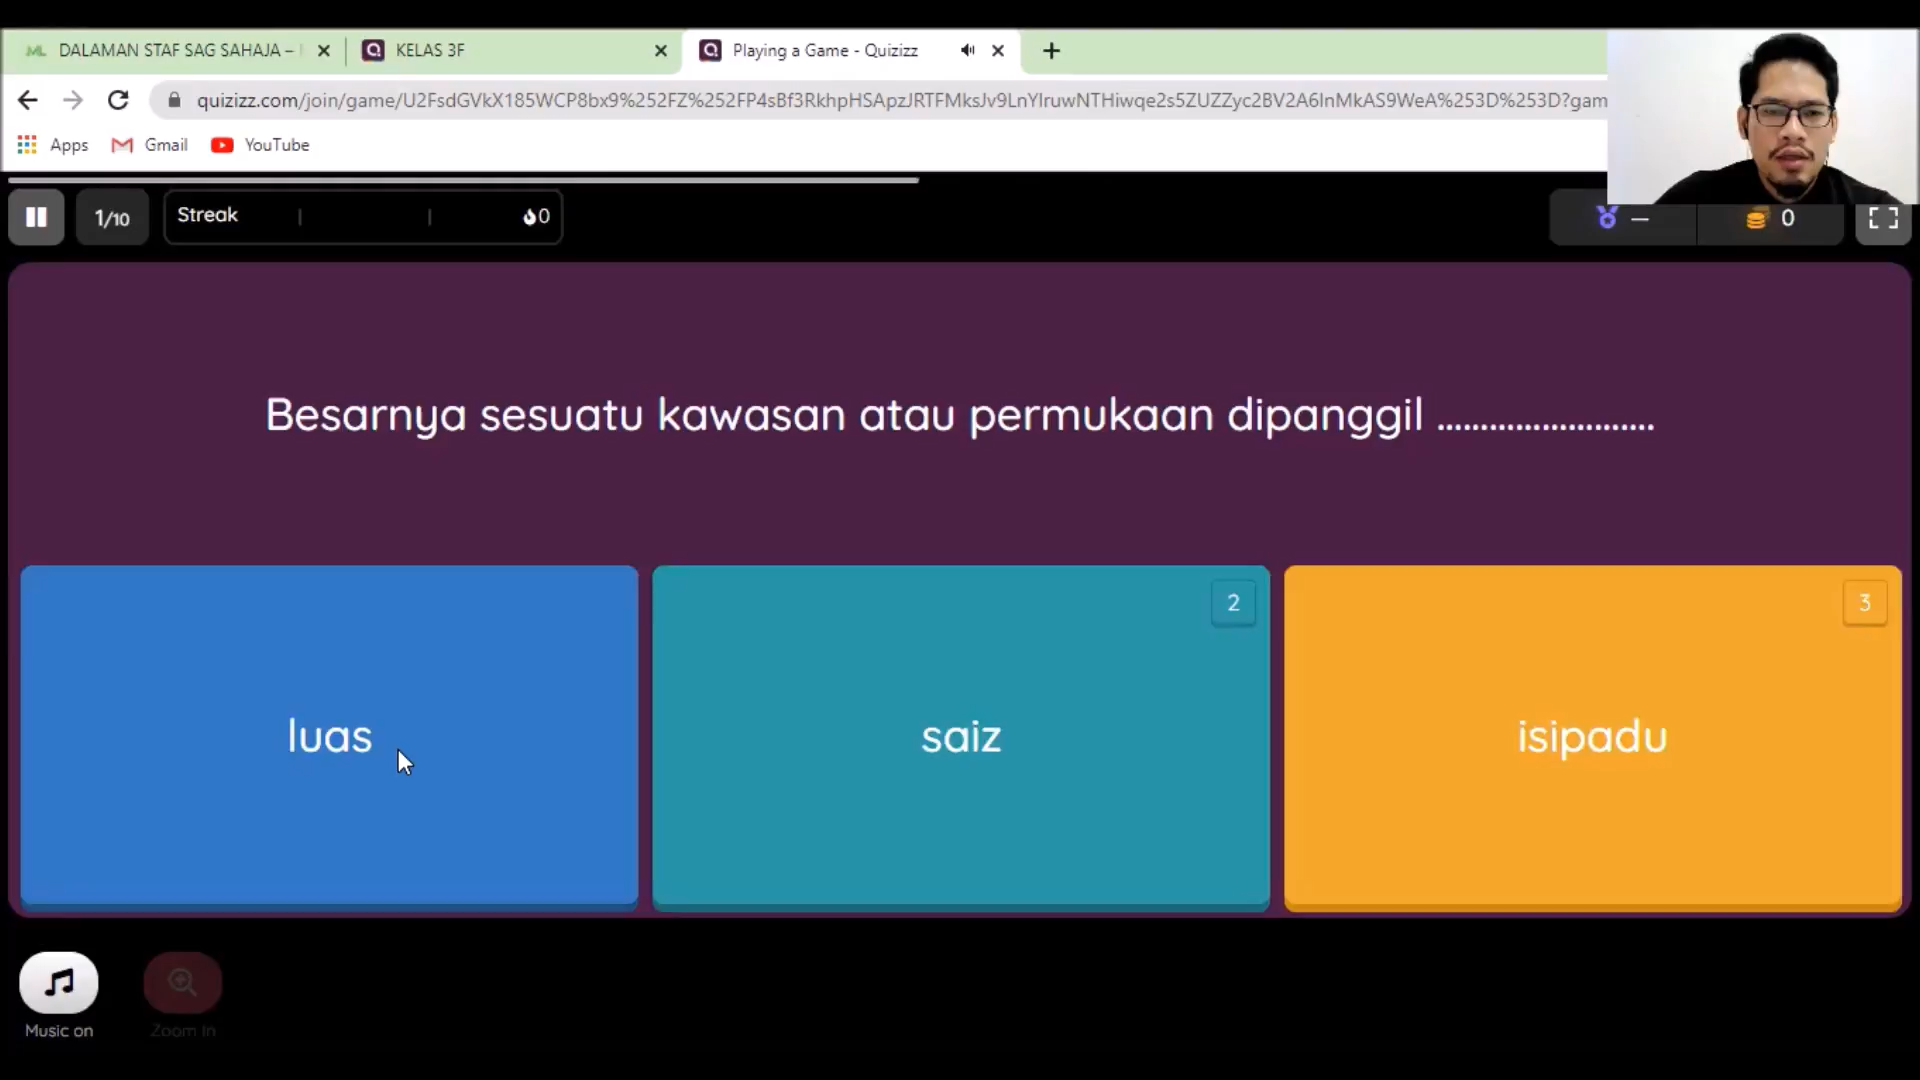 DALAMAN STAF SAG SAHAJA –
KELAS 3F
Playing a Game - Quizizz
quizizz.com/join/game/U2FsdGVkX185WCP8bx9%252FZ%252FP4sBf3RkhpHSApzJRTFMksJv9LnYlruwNTHiwqe2s5ZUZZyc2BV2A6lnMkAS9WeA%253D%253D?gam
Apps
Gmail
YouTube
1/10
Streak
0
–
0
Besarnya sesuatu kawasan atau permukaan dipanggil .........................
2
3
luas
saiz
isipadu
Music on
Zoom In